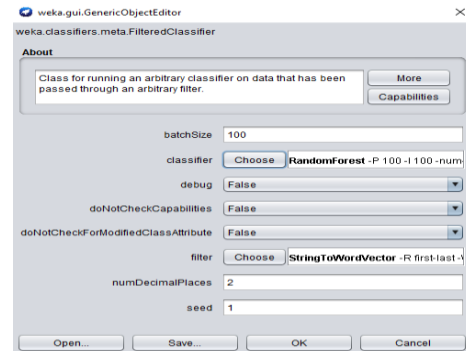 weka.gui.GenericObjectEditor
weka.classifiers.meta.FilteredClassifier
About
Class for running an arbitrary classifier on data that has been
passed through an arbitrary filter.
More
Capabilities
batchSize 100
classifier Choose RandomForest -P 100 -I 100 -num-
debug False
doNotCheckCapabilities False
doNotCheckForModifiedClassAttribute False
filter Choose StringToWordVector -R first-last -
numDecimalPlaces 2
seed 1
Open... Save... OK Cancel